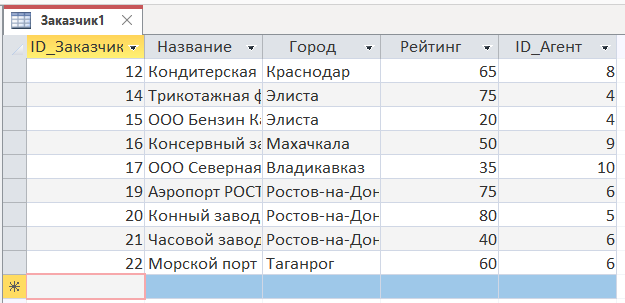 Заказчик1
ID_Заказчик Название Город Рейтинг ID_Агент
12 Кондитерская Краснодар 65 8
14 Трикотажная ф Элиста 75 4
15 ООО Бензин Ка Элиста 20 4
16 Консервный за Махачкала 50 9
17 ООО Северная Владикавказ 35 10
19 Аэропорт РОСТ Ростов-на-Дон 75 6
20 Конный завод Ростов-на-Дон 80 5
21 Часовой завод Ростов-на-Дон 40 6
22 Морской порт Таганрог 60 6